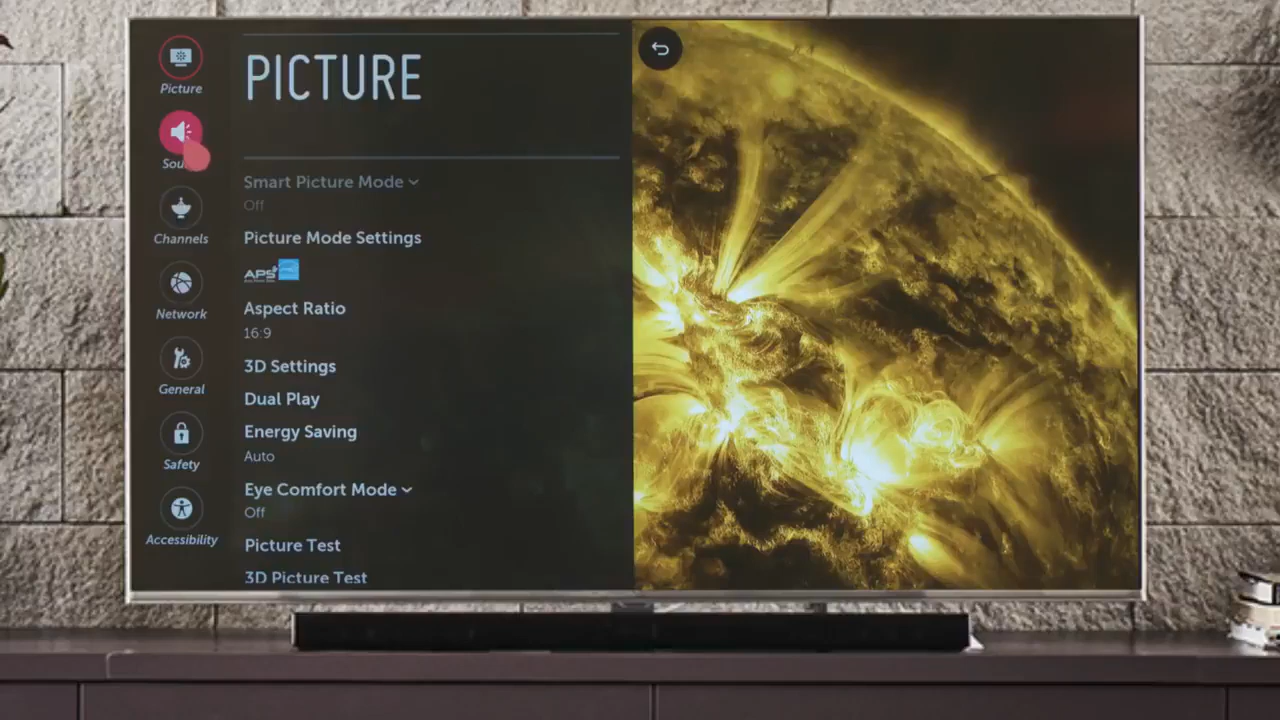 Picture
Channels
Network
General
Safety
Accessibility
PICTURE
Smart Picture Mode
Off
Picture Mode Settings
APS
Aspect Ratio
16:9
3D Settings
Dual Play
Energy Saving
Auto
Eye Comfort Mode
Off
Picture Test
3D Picture Test